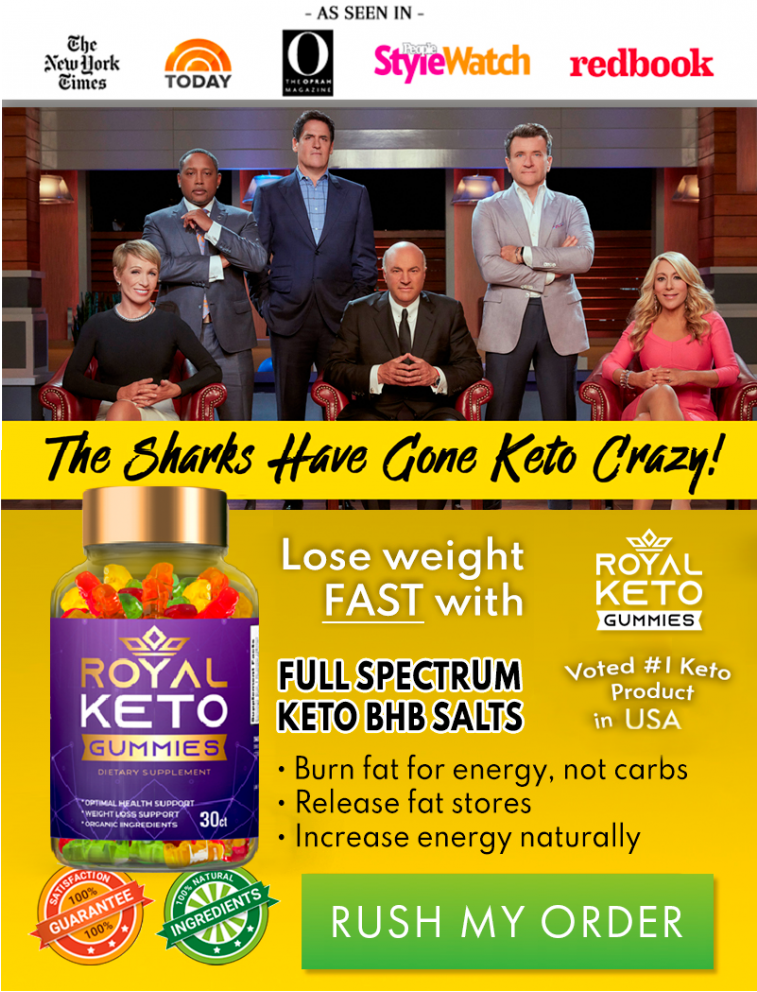 - AS SEEN IN -
The
New York
Times
TODAY
O
THE OPRAH
MAGAZINE
People
StyleWatch
redbook
The Sharks Have Gone Keto Crazy!
Lose weight
FAST with
FULL SPECTRUM
KETO BHB SALTS
ROYAL
KETO
GUMMIES
Voted #1 Keto
Product
in USA
• Burn fat for energy, not carbs
• Release fat stores
• Increase energy naturally
ROYAL
KETO
GUMMIES
DIETARY SUPPLEMENT
*OPTIMAL HEALTH SUPPORT
*WEIGHT LOSS SUPPORT
*ORGANIC INGREDIENTS
30ct
Supplement Facts
SATISFACTION
100%
GUARANTEE
100%
100% NATURAL
INGREDIENTS
RUSH MY ORDER